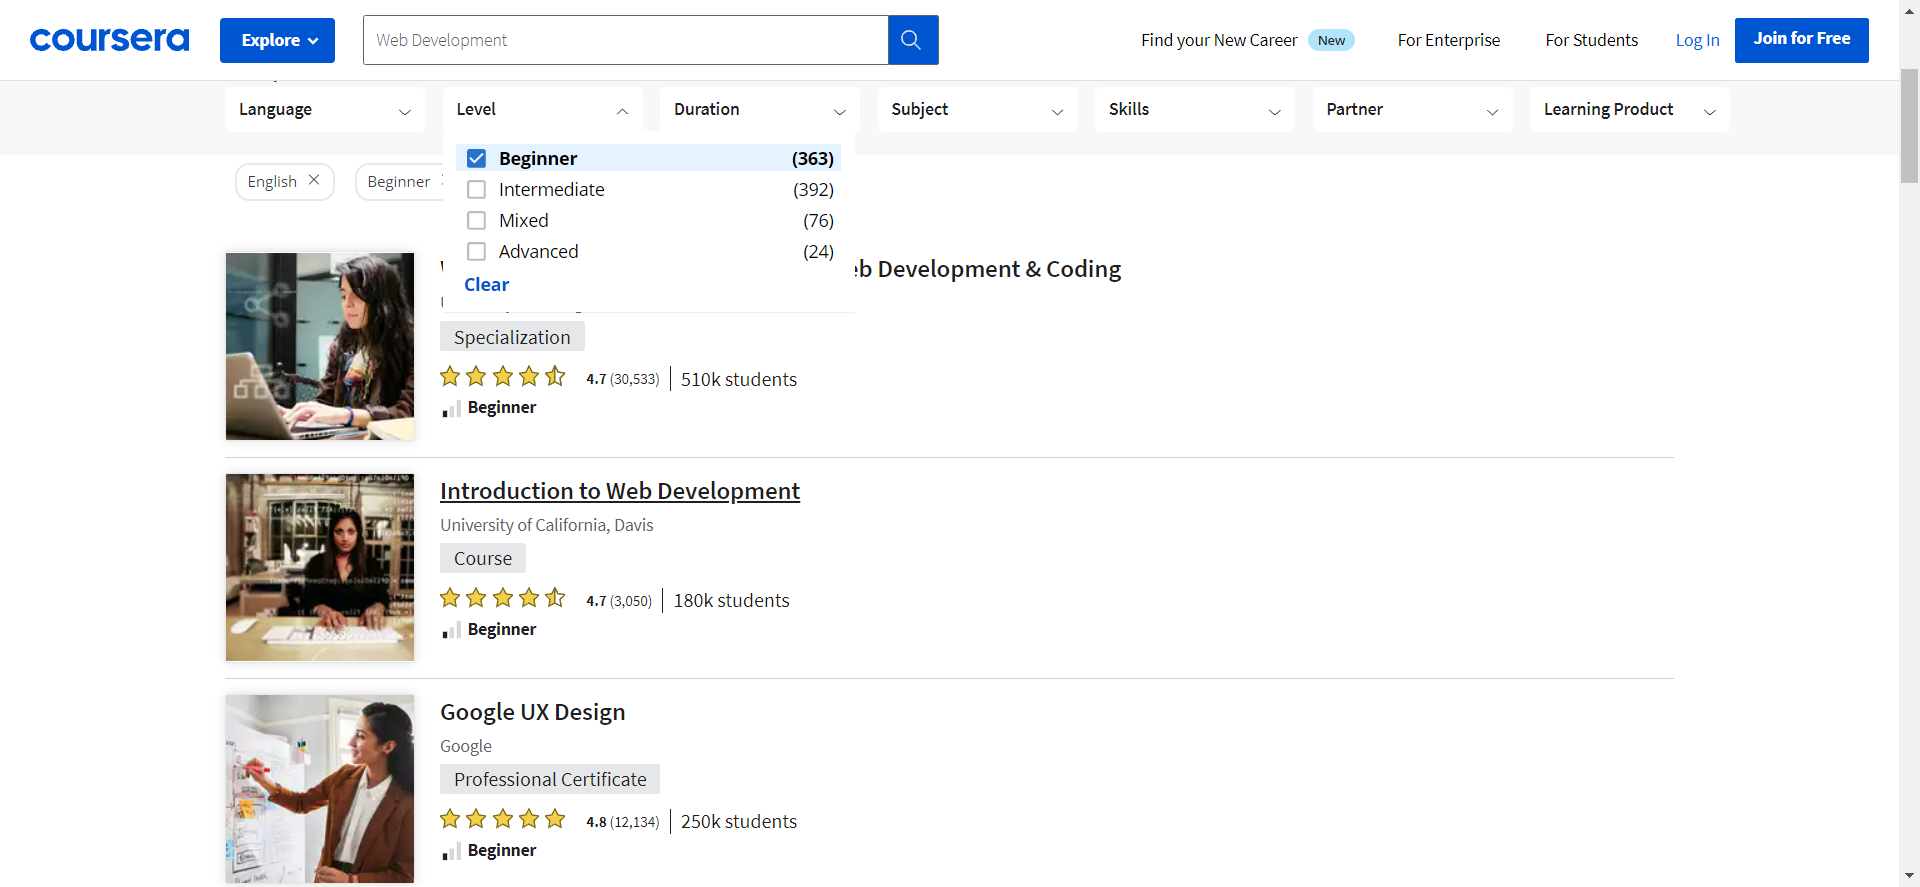 coursera
Explore
Web Development
Find your New Career New
For Enterprise
For Students
Log In
Join for Free
Language
Level
Duration
Subject
Skills
Partner
Learning Product
Beginner (363)
Intermediate (392)
Mixed (76)
Advanced (24)
Clear
English
Beginner
Development & Coding
Specialization
4.7 (30,533) 510k students
Beginner
Introduction to Web Development
University of California, Davis
Course
4.7 (3,050) 180k students
Beginner
Google UX Design
Google
Professional Certificate
4.8 (12,134) 250k students
Beginner